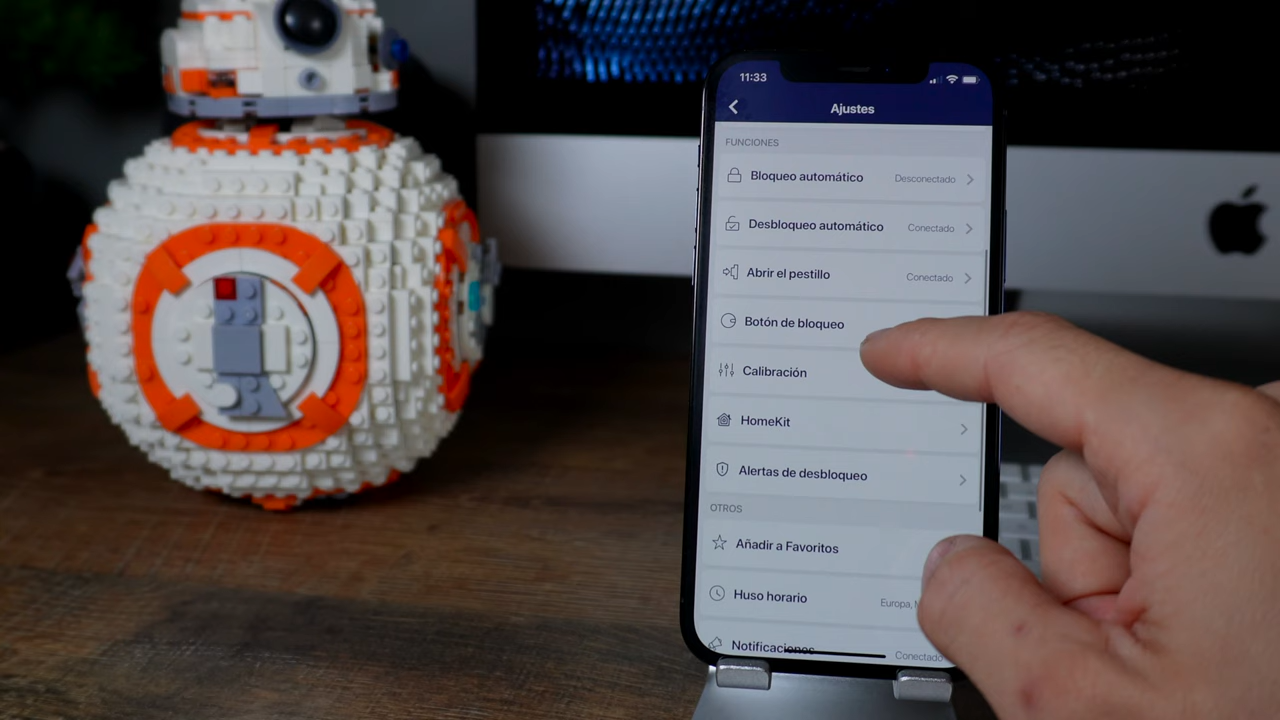 11:33
Ajustes
FUNCIONES
Bloqueo automático Desconectado
Desbloqueo automático Conectado
Abrir el pestillo Conectado
Botón de bloqueo
Calibración
HomeKit
Alertas de desbloqueo
OTROS
Añadir a Favoritos
Huso horario Europa,
Notificaciones Conectado